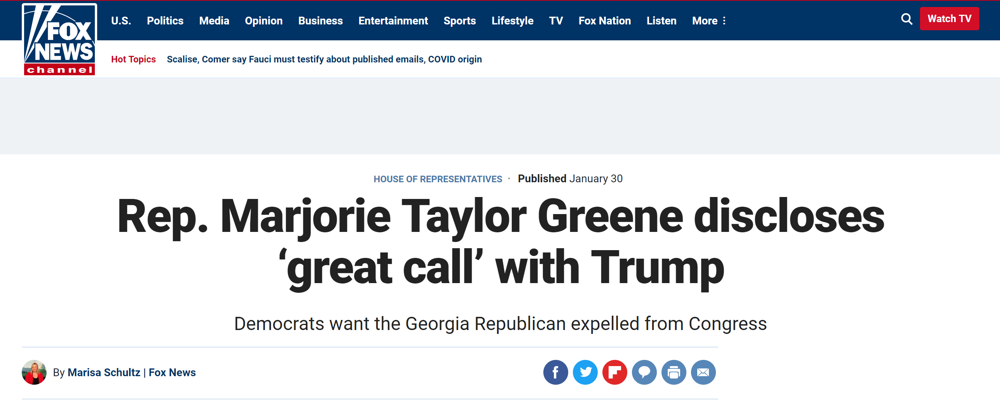 FOX
NEWS
channel
U.S. Politics Media Opinion Business Entertainment Sports Lifestyle TV Fox Nation Listen More Watch TV
Hot Topics Scalise, Comer say Fauci must testify about published emails, COVID origin
HOUSE OF REPRESENTATIVES · Published January 30
Rep. Marjorie Taylor Greene discloses
‘great call’ with Trump
Democrats want the Georgia Republican expelled from Congress
By Marisa Schultz | Fox News